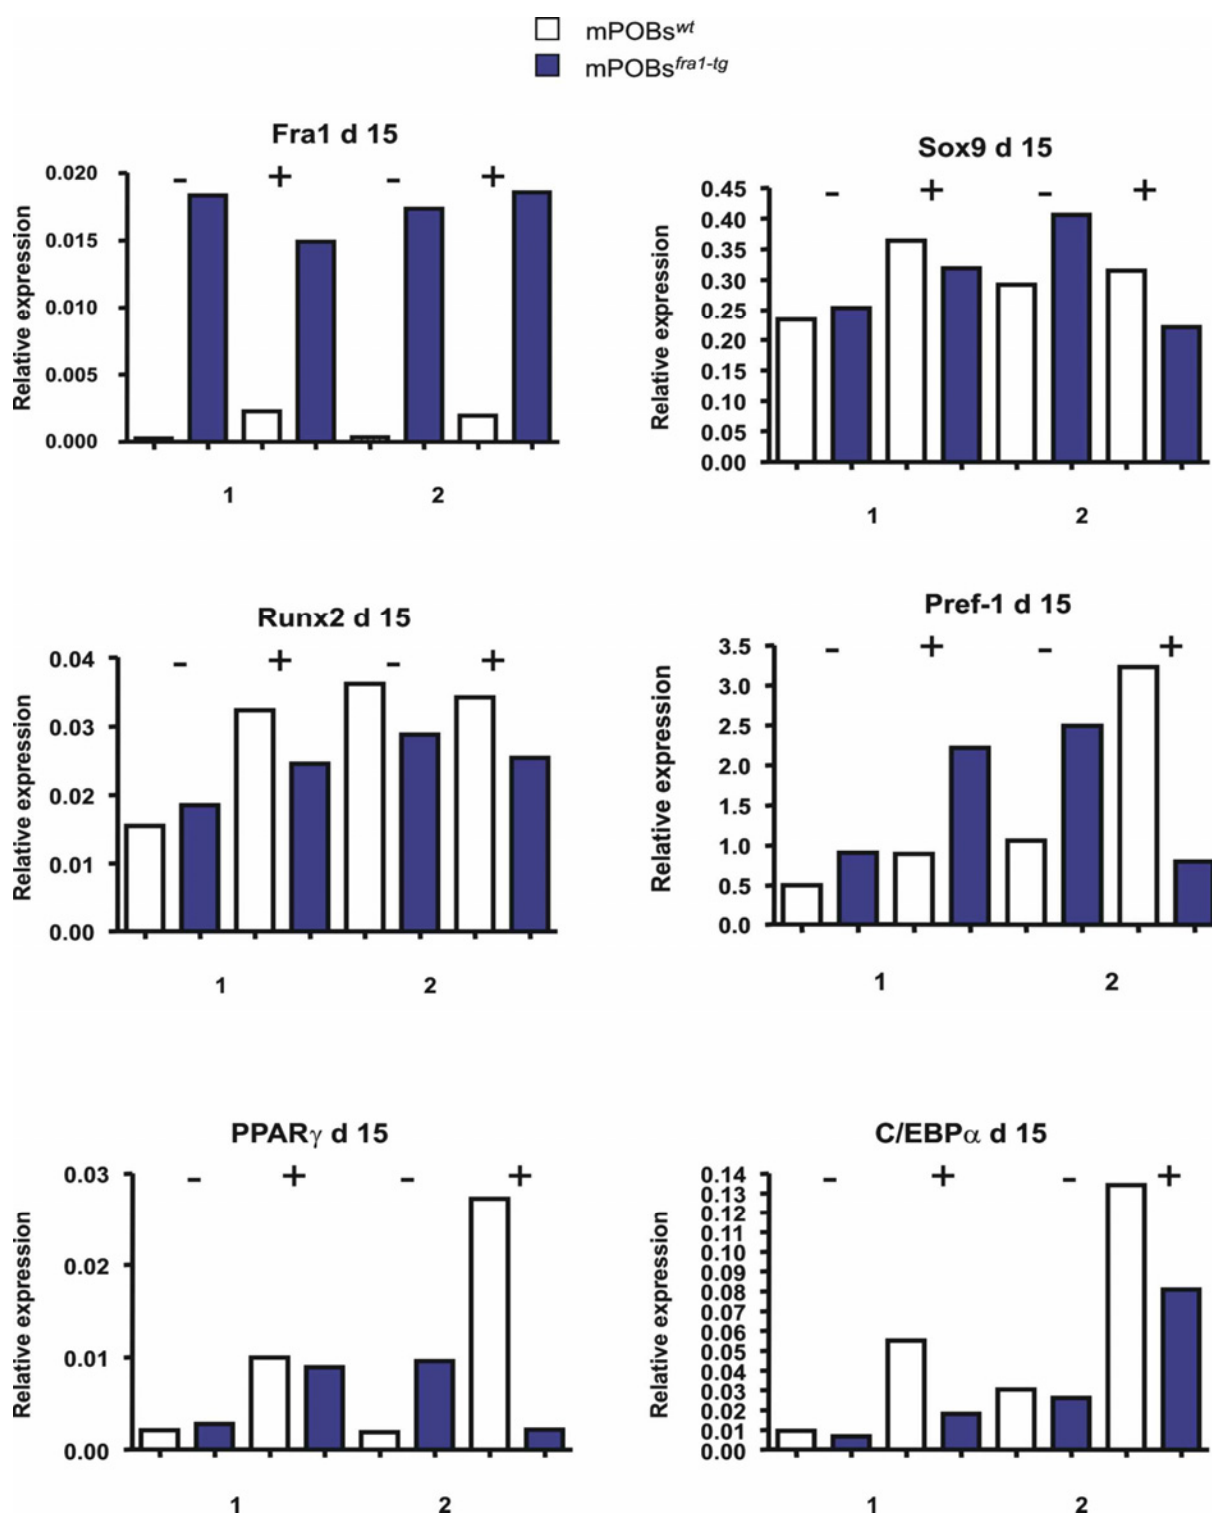 mPOBs^wt
mPOBs^fra1-tg
Fra1 d 15
Relative expression
0.020
0.015
0.010
0.005
0.000
- + - +
1 2
Sox9 d 15
Relative expression
0.45
0.40
0.35
0.30
0.25
0.20
0.15
0.10
0.05
0.00
- + - +
1 2
Runx2 d 15
Relative expression
0.04
0.03
0.02
0.01
0.00
- + - +
1 2
Pref-1 d 15
Relative expression
3.5
3.0
2.5
2.0
1.5
1.0
0.5
0.0
- + - +
1 2
PPARγ d 15
Relative expression
0.03
0.02
0.01
0.00
- + - +
1 2
C/EBPα d 15
Relative expression
0.14
0.13
0.12
0.11
0.10
0.09
0.08
0.07
0.06
0.05
0.04
0.03
0.02
0.01
0.00
- + - +
1 2